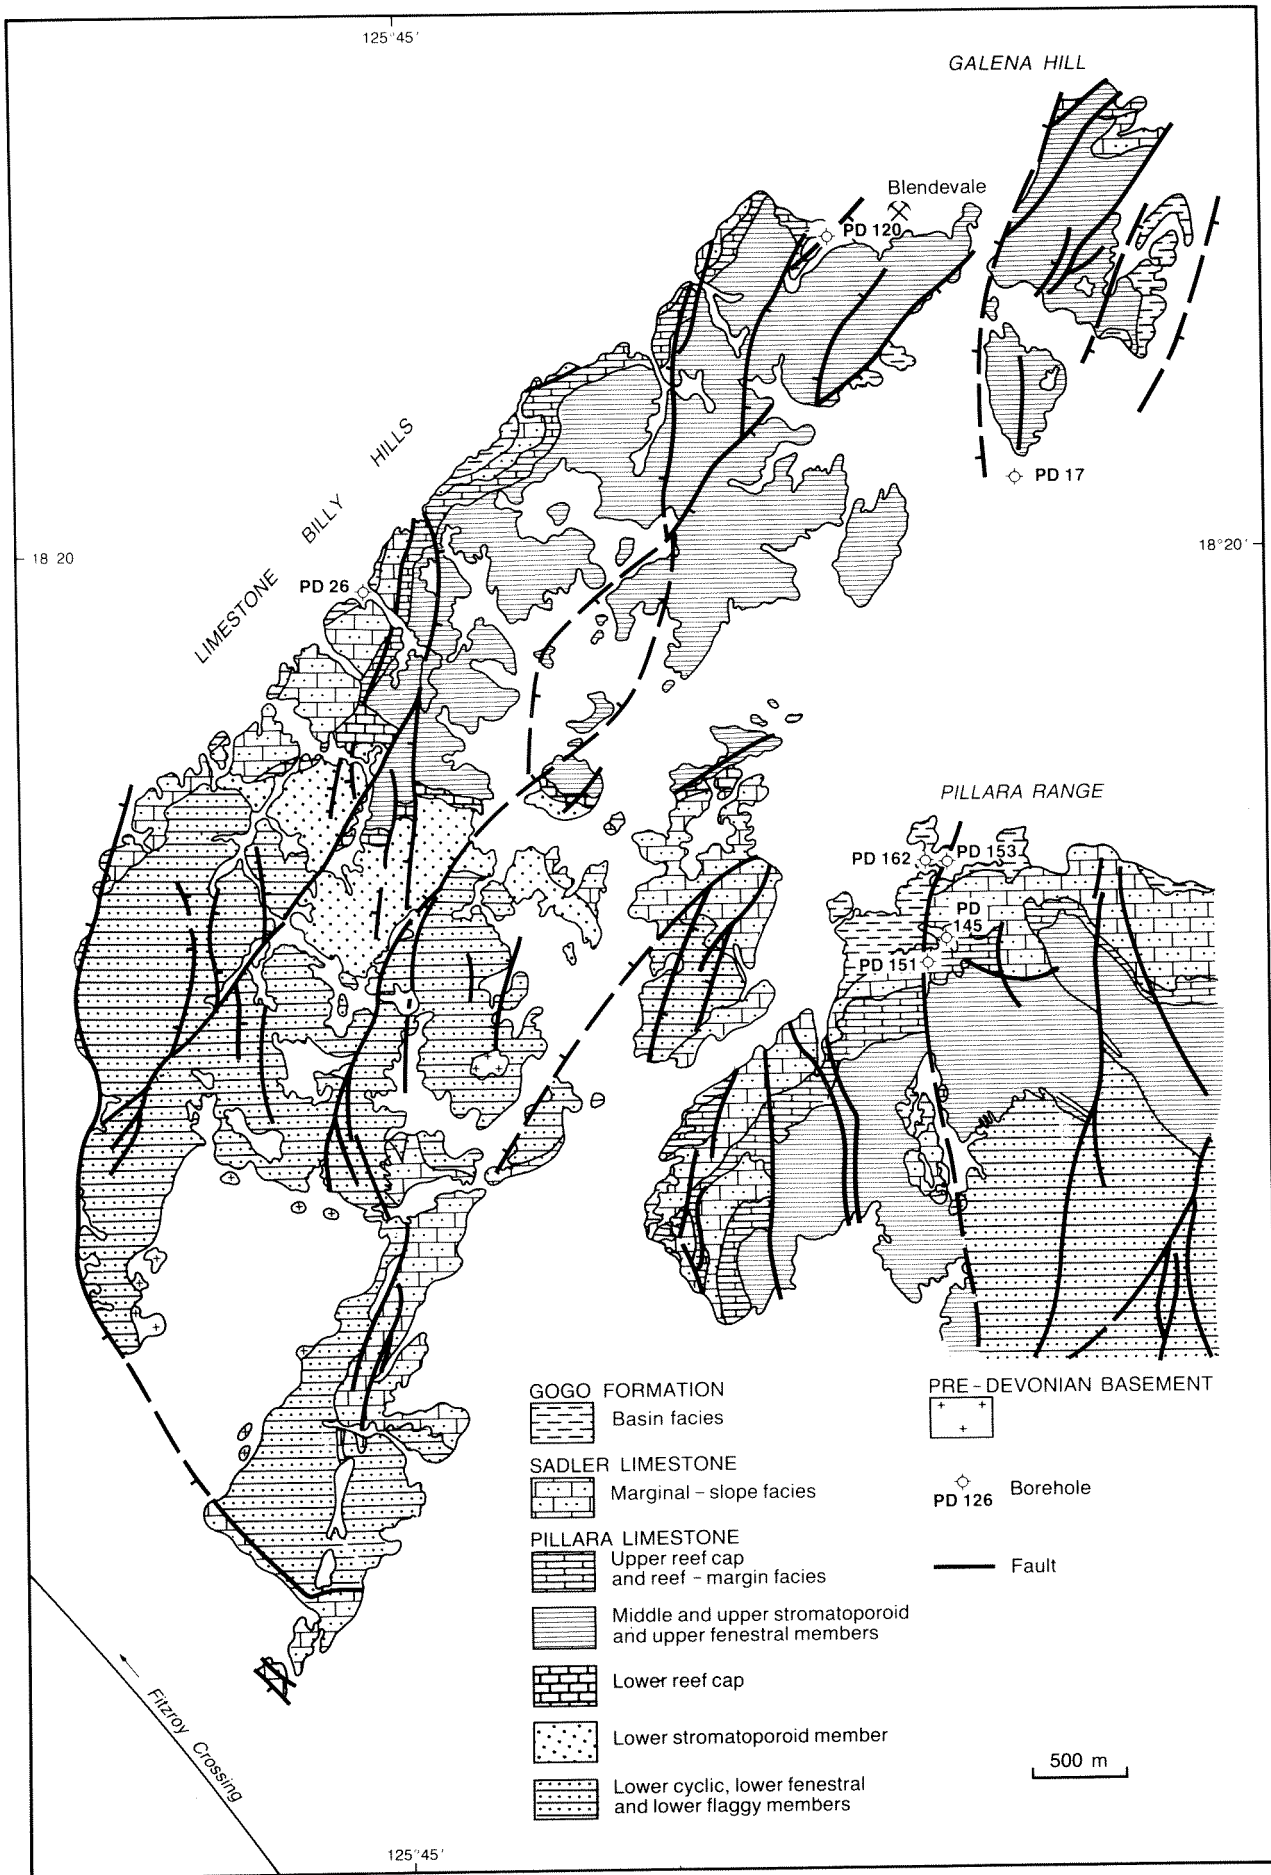 125°45'
GALENA HILL
Blendevale
PD 120
PD 17
LIMESTONE BILLY HILLS
18 20
18°20'
PD 26
PILLARA RANGE
PD 162
PD 153
PD
145
PD 151
GOGO FORMATION
Basin facies
SADLER LIMESTONE
Marginal - slope facies
PILLARA LIMESTONE
Upper reef cap
and reef - margin facies
Middle and upper stromatoporoid
and upper fenestral members
Lower reef cap
Lower stromatoporoid member
Lower cyclic, lower fenestral
and lower flaggy members
PRE - DEVONIAN BASEMENT
PD 126
Borehole
Fault
500 m
Fitzroy Crossing
125°45'